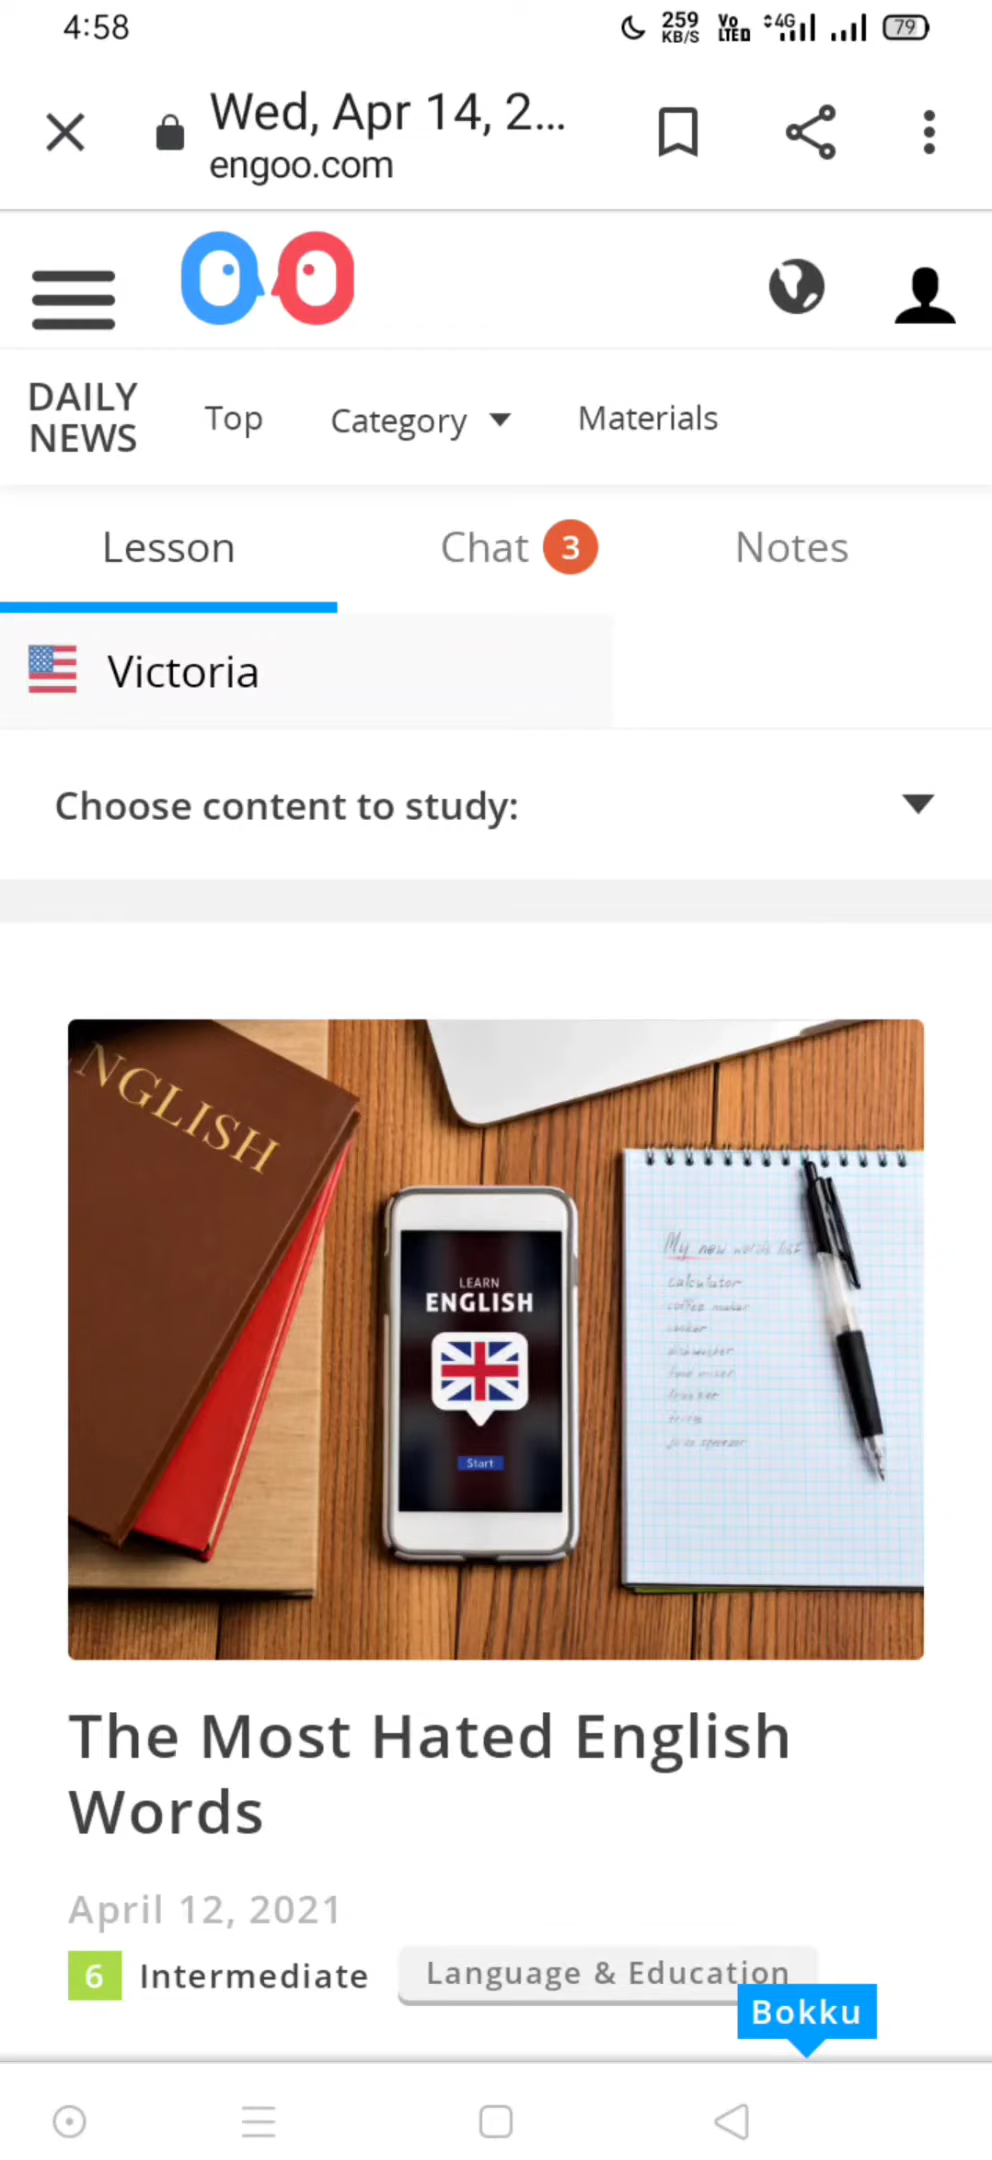 4:58
259
KB/S
Vo
LTE
4G
79
Wed, Apr 14, 2...
engoo.com
DAILY
NEWS
Top
Category
Materials
Lesson
Chat
3
Notes
Victoria
Choose content to study:
NGLISH
LEARN
ENGLISH
Start
My new words list
calculator
coffee maker
dishwasher
The Most Hated English
Words
April 12, 2021
6
Intermediate
Language & Education
Bokku